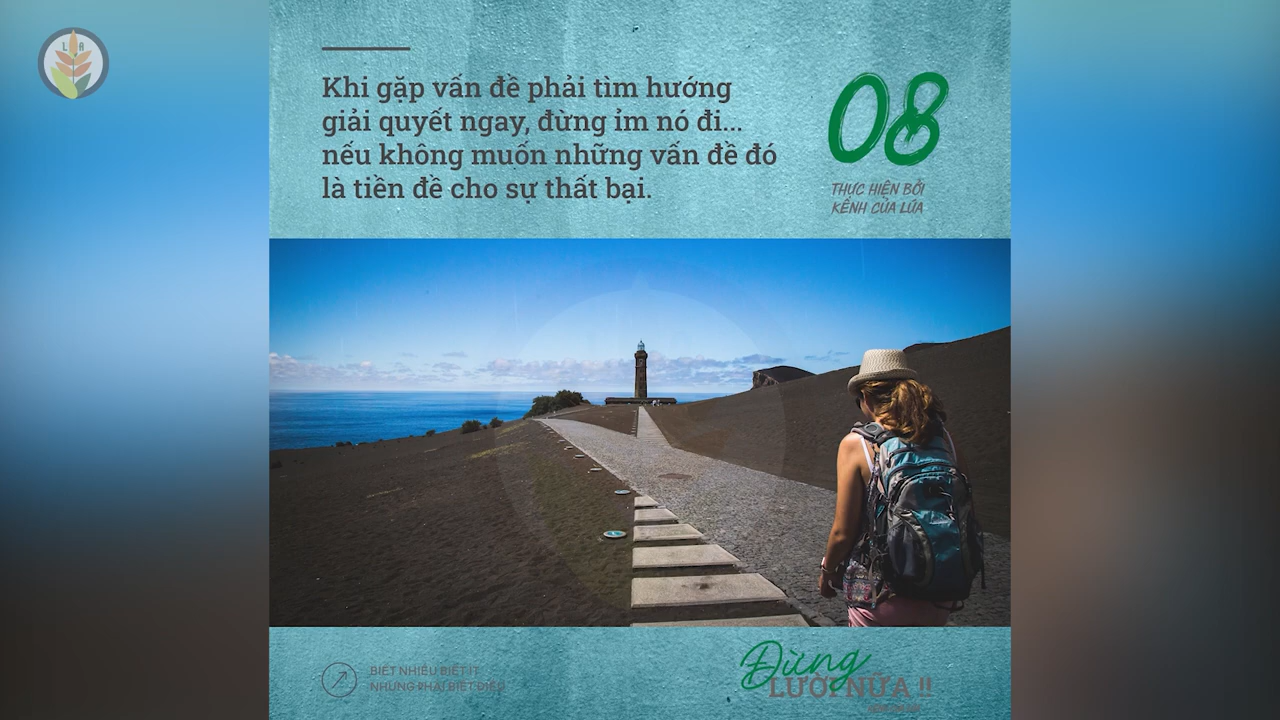 L A
Khi gặp vấn đề phải tìm hướng
giải quyết ngay, đừng ỉm nó đi...
nếu không muốn những vấn đề đó
là tiền đề cho sự thất bại.
08
THỰC HIỆN BỞI
KÊNH CỦA LÚA
BIẾT NHIỀU BIẾT ÍT
NHƯNG PHẢI BIẾT ĐIỀU
Đừng
LƯỜI NỮA !!